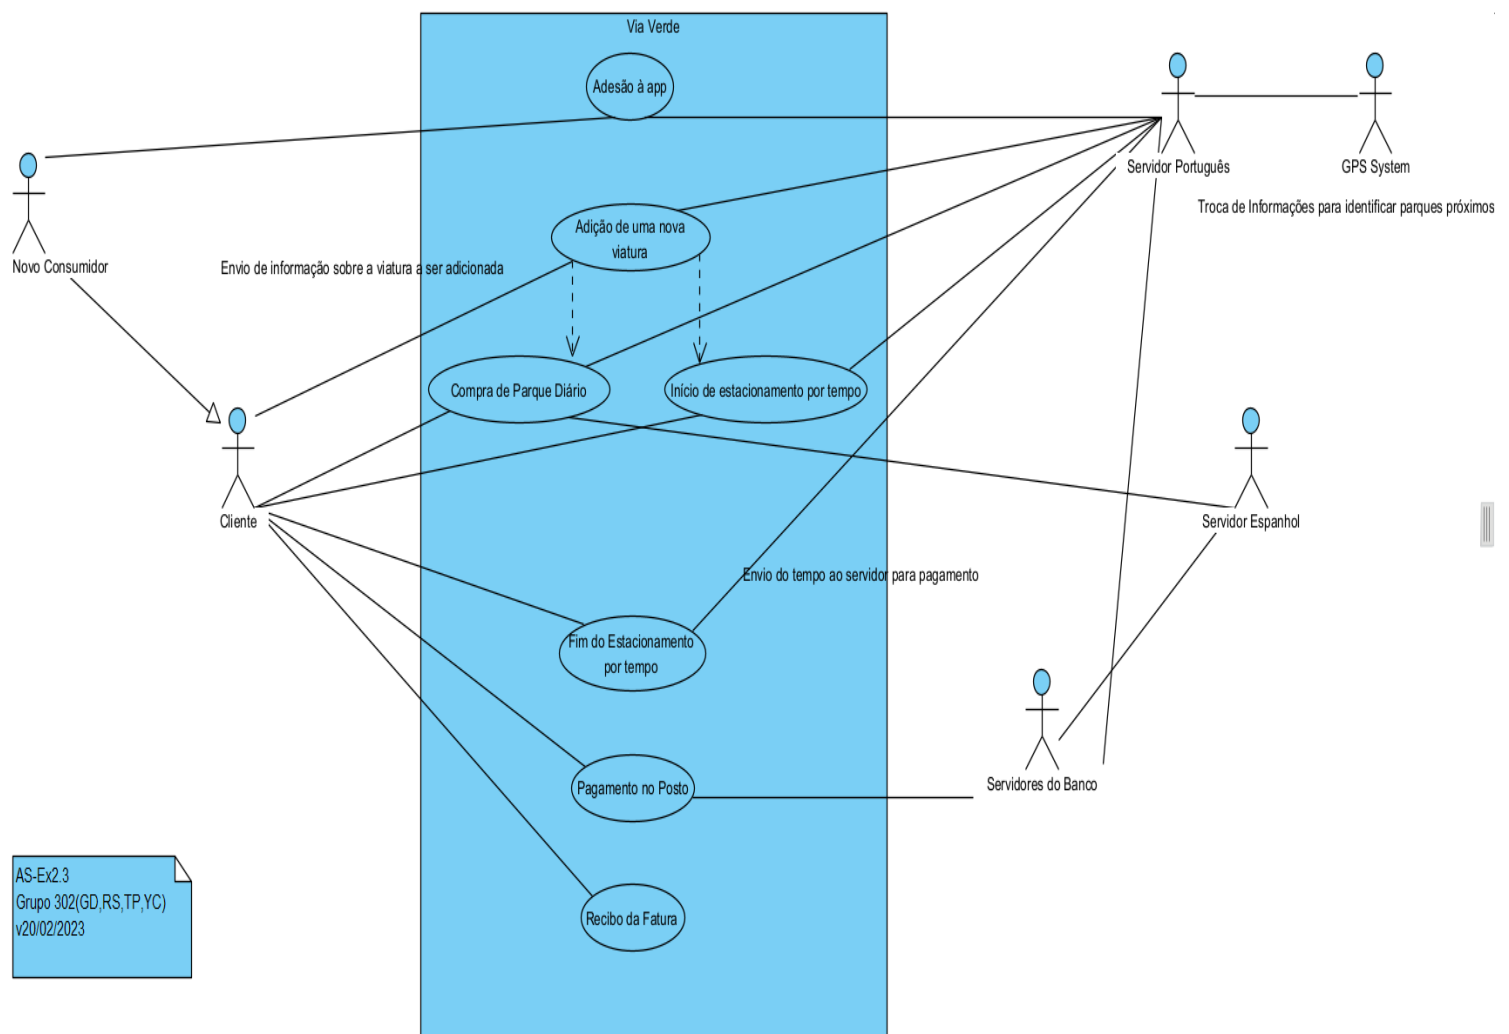 Via Verde
Adesão à app
Servidor Português
GPS System
Troca de Informações para identificar parques próximos
Novo Consumidor
Adição de uma nova
viatura
Envio de informação sobre a viatura a ser adicionada
Compra de Parque Diário
Início de estacionamento por tempo
Cliente
Servidor Espanhol
Envio do tempo ao servidor para pagamento
Fim do Estacionamento
por tempo
Pagamento no Posto
Servidores do Banco
Recibo da Fatura
AS-Ex2.3
Grupo 302(GD,RS,TP,YC)
v20/02/2023